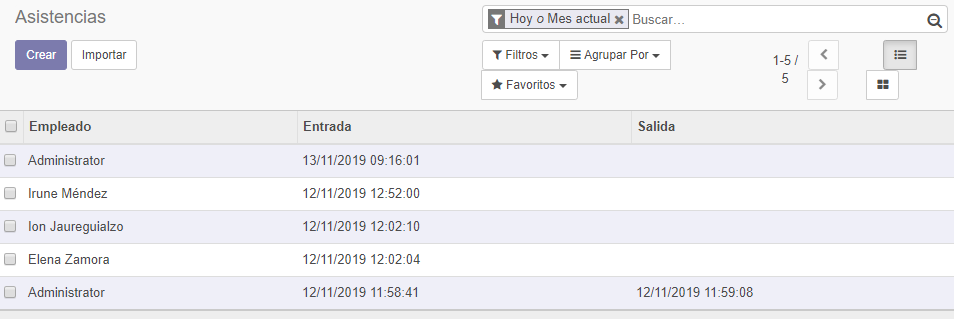 Asistencias
Hoy o Mes actual Buscar...
Crear Importar
Filtros Agrupar Por
Favoritos
1-5 /
5
Empleado Entrada Salida
Administrator 13/11/2019 09:16:01
Irune Méndez 12/11/2019 12:52:00
Ion Jaureguialzo 12/11/2019 12:02:10
Elena Zamora 12/11/2019 12:02:04
Administrator 12/11/2019 11:58:41 12/11/2019 11:59:08